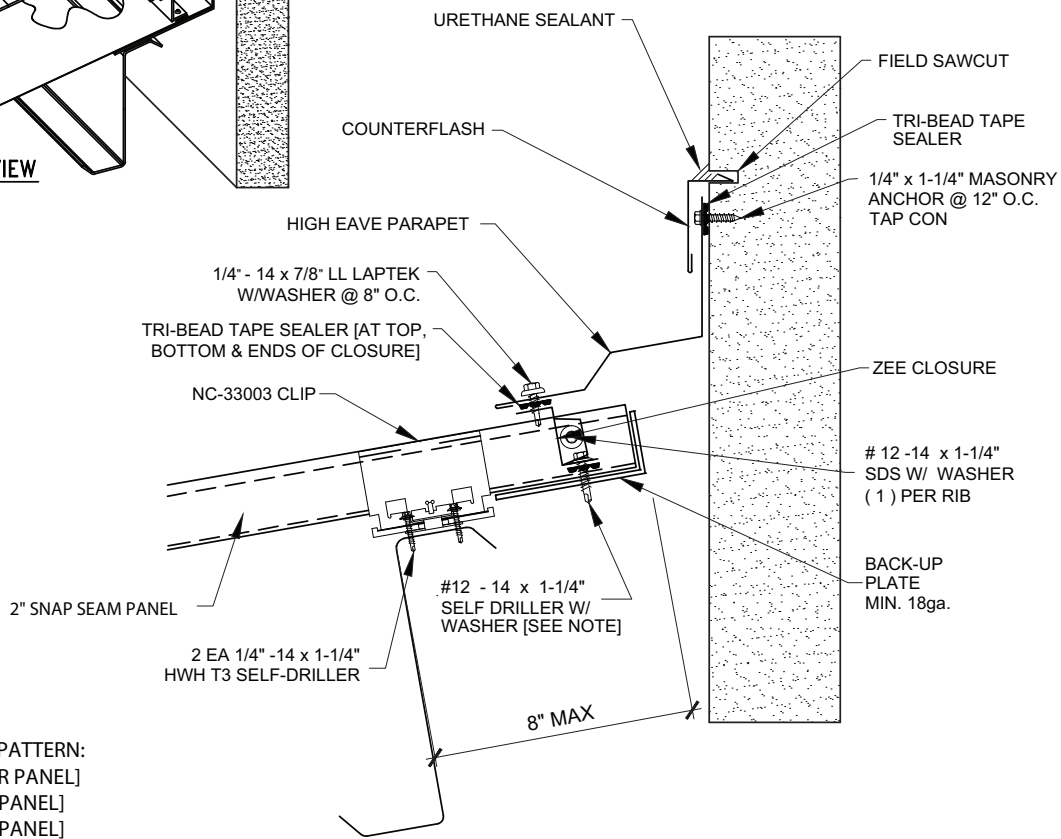 URETHANE SEALANT
FIELD SAWCUT
COUNTERFLASH
TRI-BEAD TAPE
SEALER
VIEW
1/4" x 1-1/4" MASONRY
ANCHOR @ 12" O.C.
TAP CON
HIGH EAVE PARAPET
1/4" - 14 x 7/8" LL LAPTEK
W/WASHER @ 8" O.C.
TRI-BEAD TAPE SEALER [AT TOP,
BOTTOM & ENDS OF CLOSURE]
ZEE CLOSURE
NC-33003 CLIP
# 12 -14 x 1-1/4"
SDS W/ WASHER
( 1 ) PER RIB
BACK-UP
PLATE
MIN. 18ga.
#12 - 14 x 1-1/4"
SELF DRILLER W/
WASHER [SEE NOTE]
2" SNAP SEAM PANEL
2 EA 1/4" -14 x 1-1/4"
HWH T3 SELF-DRILLER
8" MAX
PATTERN:
R PANEL]
PANEL]
PANEL]